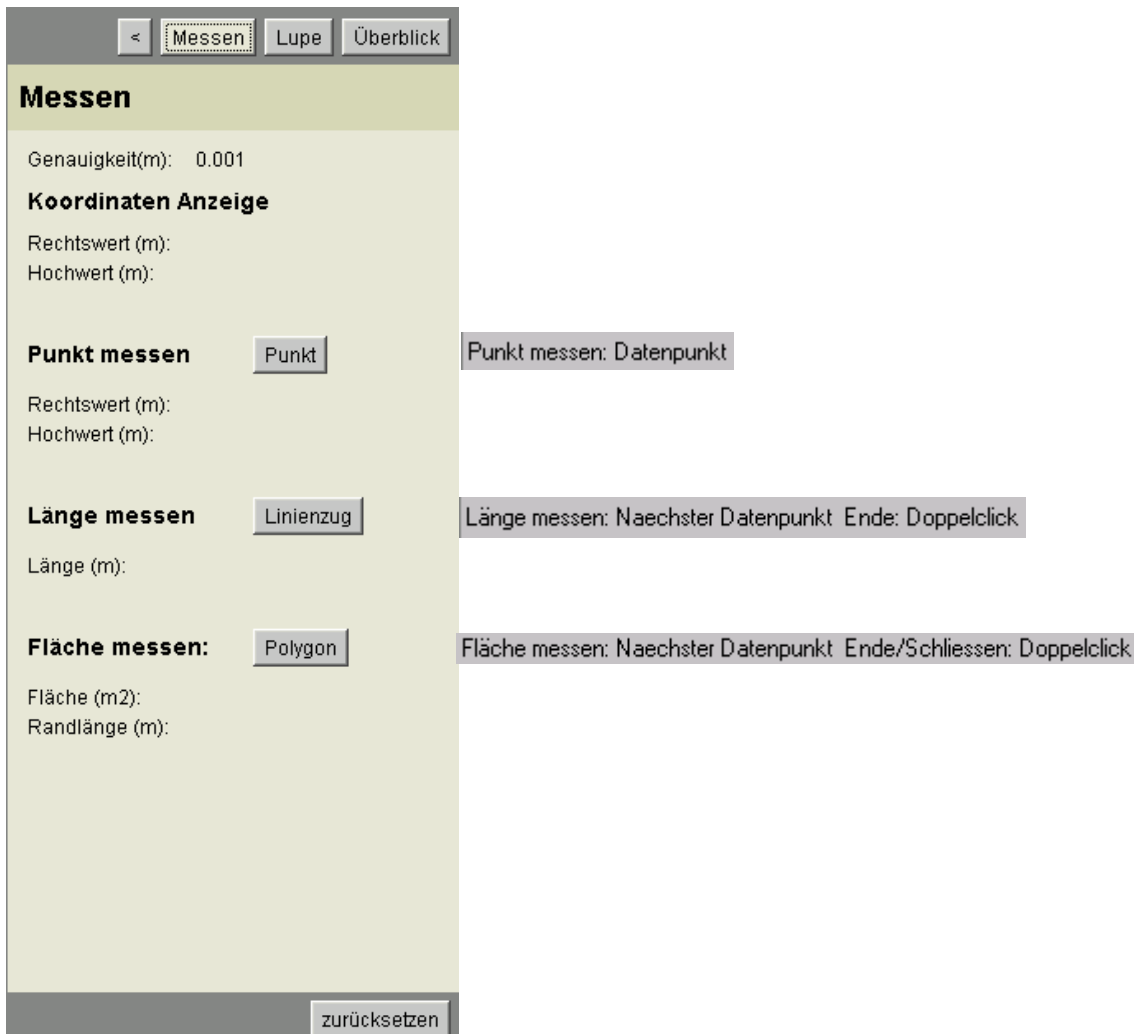 < Messen Lupe Überblick
Messen
Genauigkeit(m): 0.001
Koordinaten Anzeige
Rechtswert (m):
Hochwert (m):
Punkt messen Punkt Punkt messen: Datenpunkt
Rechtswert (m):
Hochwert (m):
Länge messen Linienzug Länge messen: Naechster Datenpunkt Ende: Doppelclick
Länge (m):
Fläche messen: Polygon Fläche messen: Naechster Datenpunkt Ende/Schliessen: Doppelclick
Fläche (m2):
Randlänge (m):
zurücksetzen